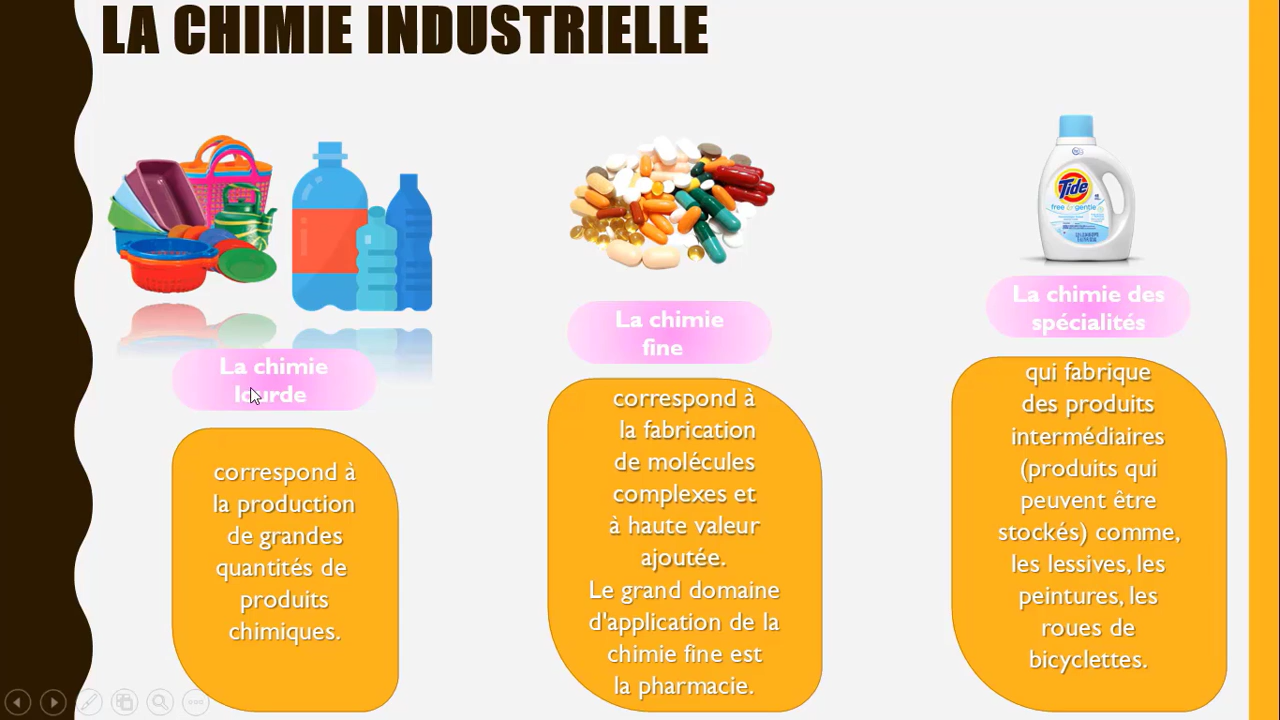 LA CHIMIE INDUSTRIELLE
La chimie
lourde
correspond à
la production
de grandes
quantités de
produits
chimiques.
La chimie
fine
correspond à
la fabrication
de molécules
complexes et
à haute valeur
ajoutée.
Le grand domaine
d'application de la
chimie fine est
la pharmacie.
Tide
free & gentle
La chimie des
spécialités
qui fabrique
des produits
intermédiaires
(produits qui
peuvent être
stockés) comme,
les lessives, les
peintures, les
roues de
bicyclettes.